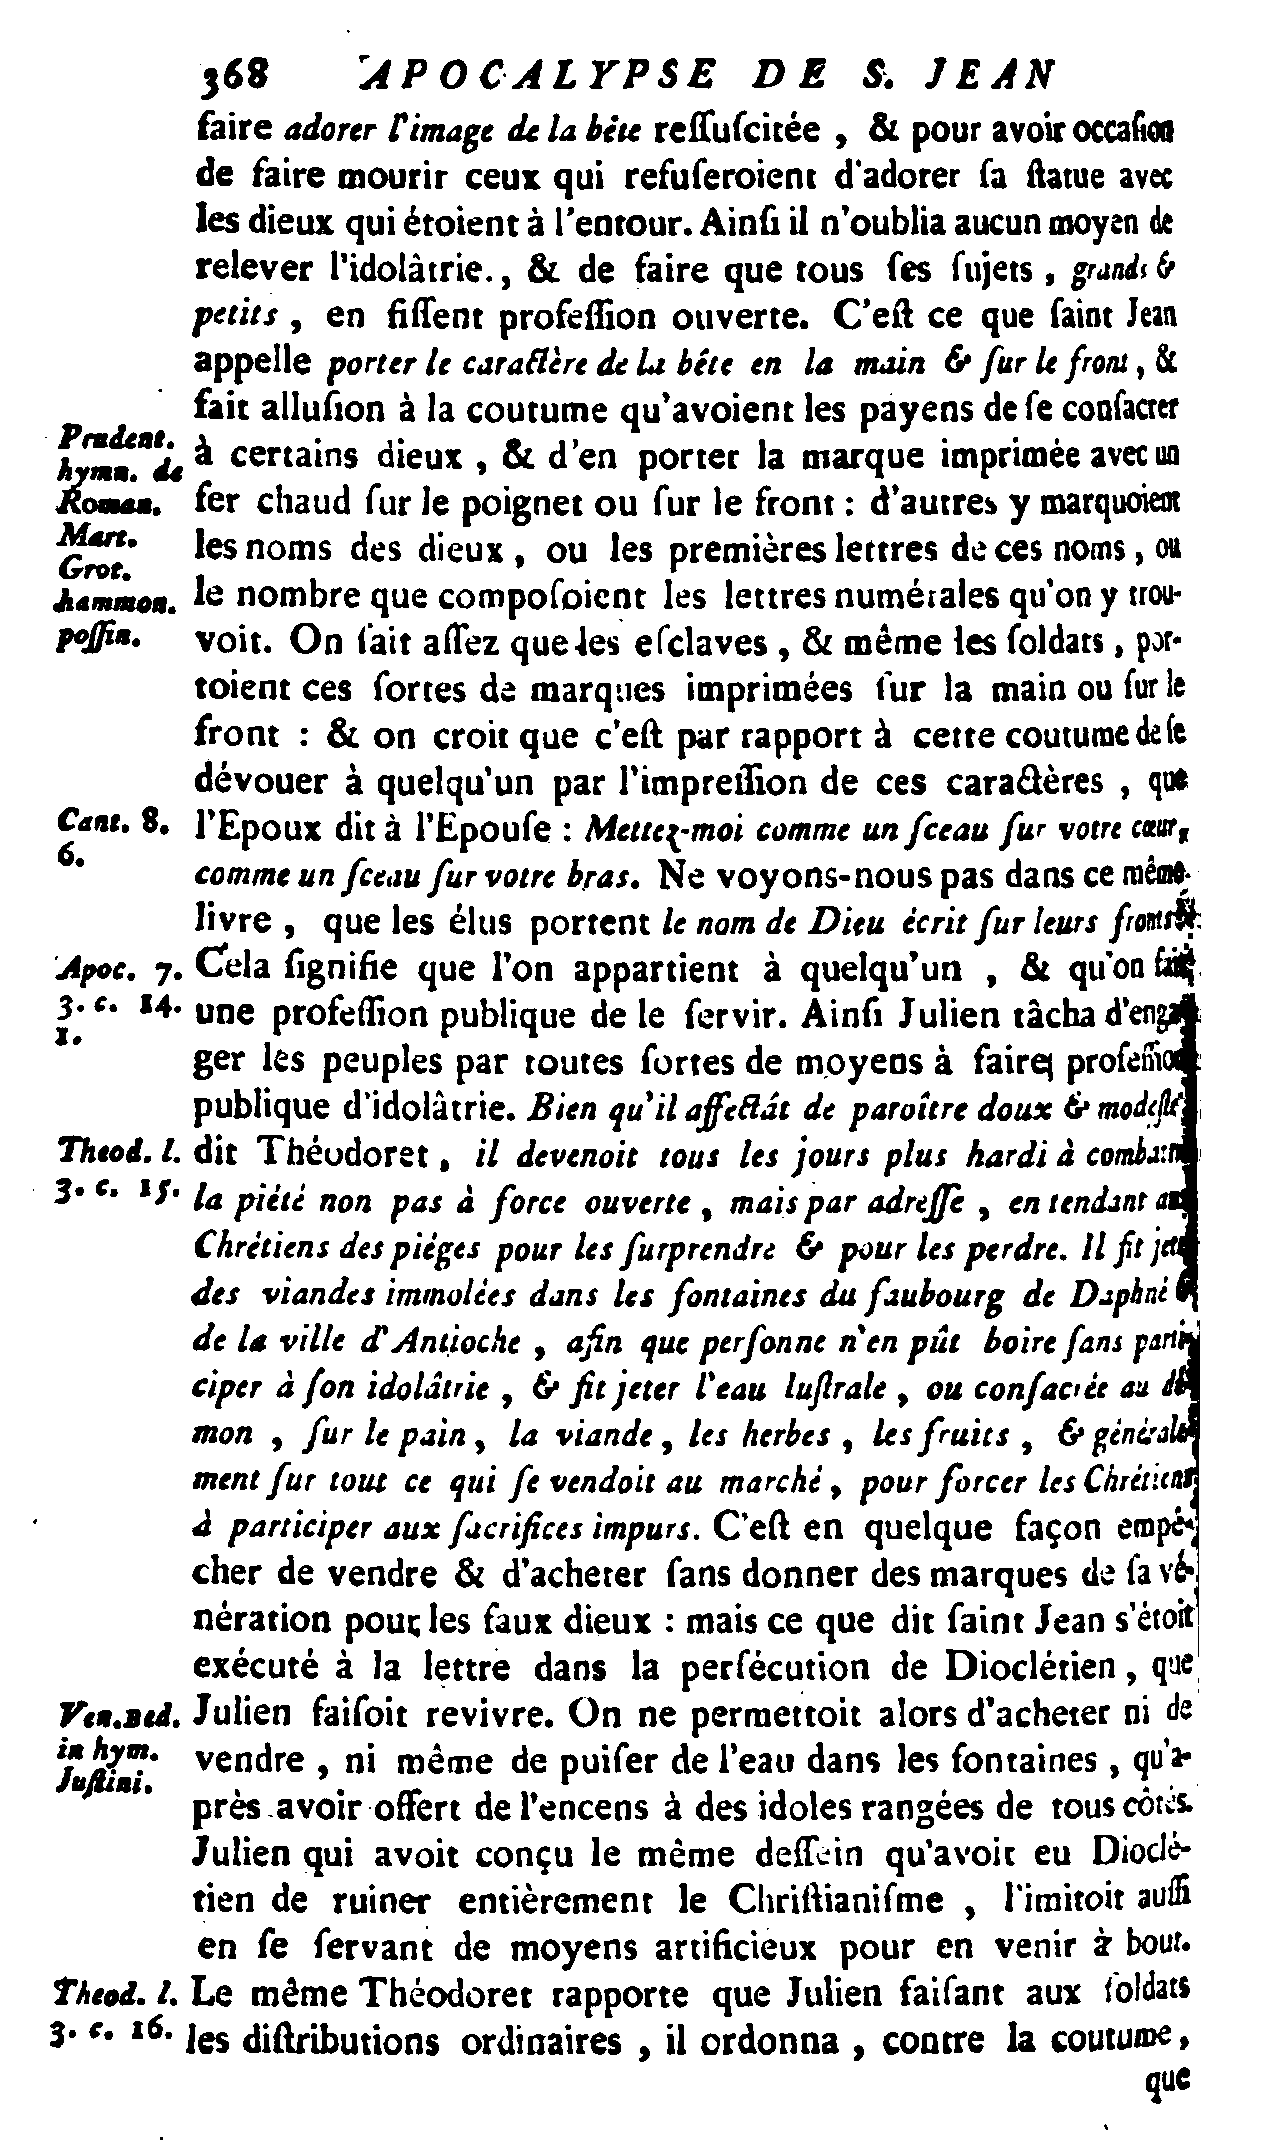 368 APOCALYPSE DE S. JEAN
faire adorer l'image de la bête reſſuſcitée , & pour avoir occaſion
de faire mourir ceux qui refuſeroient d'adorer ſa ſtatue avec
les dieux qui étoient à l'entour. Ainſi il n'oublia aucun moyen de
relever l'idolâtrie. , & de faire que tous ſes ſujets , grands &
petits , en fiſſent profeſſion ouverte. C'eſt ce que ſaint Jean
appelle porter le caractère de la bête en la main & ſur le front , &
fait alluſion à la coutume qu'avoient les payens de ſe conſacrer
Prudent.
hymn. de
Roman.
Mart.
Grot.
hammon.
poſſin.
à certains dieux , & d'en porter la marque imprimée avec un
fer chaud ſur le poignet ou ſur le front : d'autres y marquoient
les noms des dieux , ou les premières lettres de ces noms , ou
le nombre que compoſoient les lettres numérales qu'on y trou-
voit. On ſait aſſez que les eſclaves , & même les ſoldats , por-
toient ces ſortes de marques imprimées ſur la main ou ſur le
front : & on croit que c'eſt par rapport à cette coutume de ſe
dévouer à quelqu'un par l'impreſſion de ces caractères , que
Cant. 8.
6.
l'Epoux dit à l'Epouſe : Mettez-moi comme un ſceau ſur votre cœur,
comme un ſceau ſur votre bras. Ne voyons-nous pas dans ce même
livre , que les élus portent le nom de Dieu écrit ſur leurs fronts
Apoc. 7.
3. c. 14.
1.
Cela ſignifie que l'on appartient à quelqu'un , & qu'on fait
une profeſſion publique de le ſervir. Ainſi Julien tâcha d'enga-
ger les peuples par toutes ſortes de moyens à faire profeſſion
publique d'idolâtrie. Bien qu'il affectât de paroître doux & modeſte
Theod. l.
3. c. 15.
dit Théodoret , il devenoit tous les jours plus hardi à combattre
la piété non pas à force ouverte , mais par adreſſe , en tendant aux
Chrétiens des piéges pour les ſurprendre & pour les perdre. Il fit jeter
des viandes immolées dans les fontaines du faubourg de Daphné &
de la ville d'Antioche , afin que perſonne n'en pût boire ſans parti-
ciper à ſon idolâtrie , & fit jeter l'eau luſtrale , ou conſacrée au dé-
mon , ſur le pain , la viande , les herbes , les fruits , & générale-
ment ſur tout ce qui ſe vendoit au marché , pour forcer les Chrétiens
à participer aux ſacrifices impurs. C'eſt en quelque façon empê-
cher de vendre & d'acheter ſans donner des marques de ſa vé-
nération pour les faux dieux : mais ce que dit ſaint Jean s'étoit
exécuté à la lettre dans la perſécution de Dioclétien , que
Ven. Bed.
in hym.
Juſtini.
Julien faiſoit revivre. On ne permettoit alors d'acheter ni de
vendre , ni même de puiſer de l'eau dans les fontaines , qu'a-
près avoir offert de l'encens à des idoles rangées de tous côtés.
Julien qui avoit conçu le même deſſein qu'avoit eu Dioclé-
tien de ruiner entièrement le Chriſtianiſme , l'imitoit auſſi
en ſe ſervant de moyens artificieux pour en venir à bout.
Theod. l.
3. c. 16.
Le même Théodoret rapporte que Julien faiſant aux ſoldats
les diſtributions ordinaires , il ordonna , contre la coutume ,
que